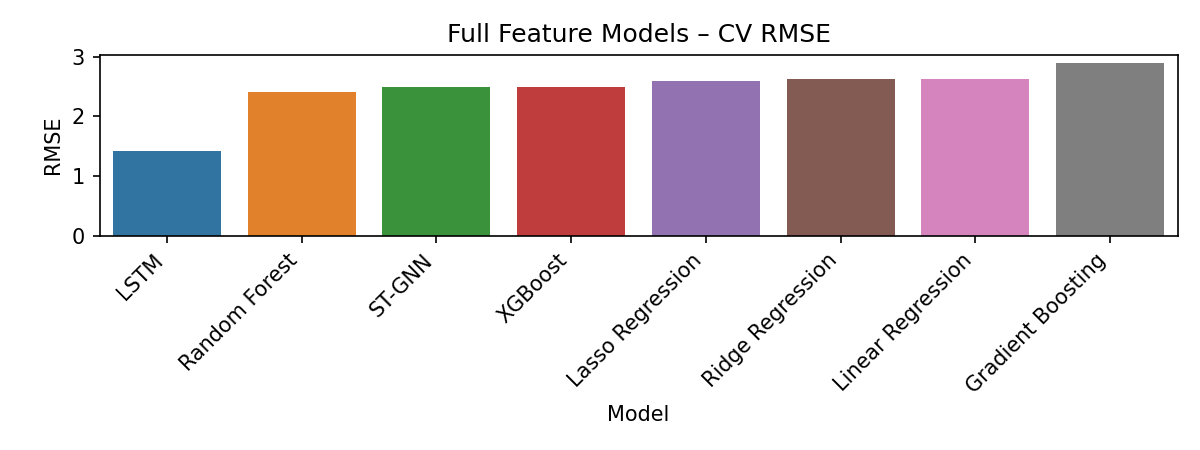 Full Feature Models – CV RMSE
3
2
1
0
RMSE
LSTM
Random Forest
ST-GNN
XGBoost
Lasso Regression
Ridge Regression
Linear Regression
Gradient Boosting
Model